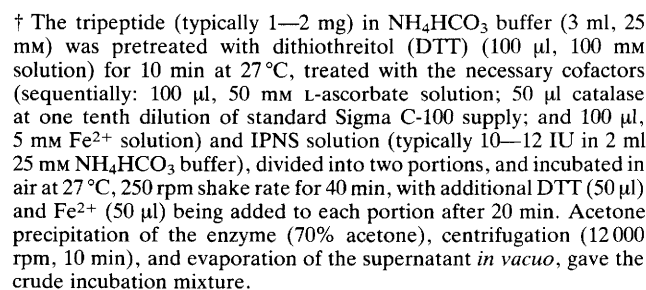 † The tripeptide (typically 1—2 mg) in NH₄HCO₃ buffer (3 ml, 25
mM) was pretreated with dithiothreitol (DTT) (100 µl, 100 mM
solution) for 10 min at 27 °C, treated with the necessary cofactors
(sequentially: 100 µl, 50 mM L-ascorbate solution; 50 µl catalase
at one tenth dilution of standard Sigma C-100 supply; and 100 µl,
5 mM Fe²⁺ solution) and IPNS solution (typically 10—12 IU in 2 ml
25 mM NH₄HCO₃ buffer), divided into two portions, and incubated in
air at 27 °C, 250 rpm shake rate for 40 min, with additional DTT (50 µl)
and Fe²⁺ (50 µl) being added to each portion after 20 min. Acetone
precipitation of the enzyme (70% acetone), centrifugation (12 000
rpm, 10 min), and evaporation of the supernatant in vacuo, gave the
crude incubation mixture.